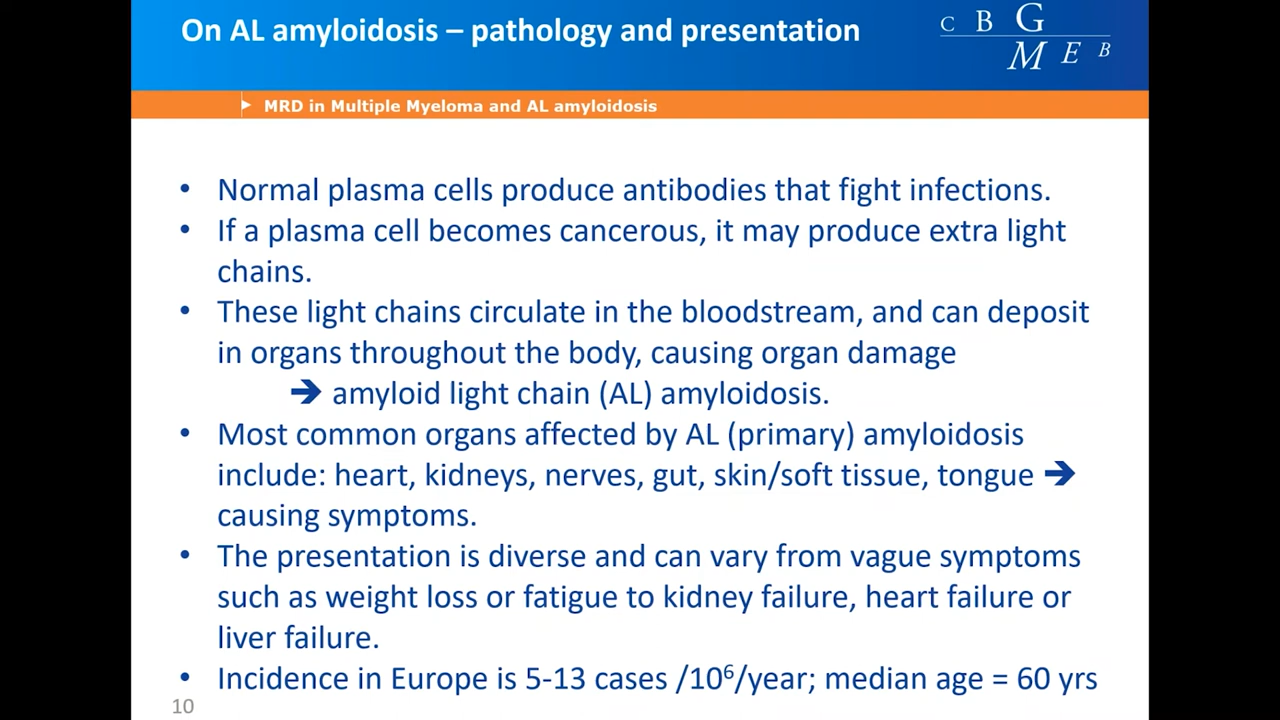 On AL amyloidosis – pathology and presentation
C B G
M E B
MRD in Multiple Myeloma and AL amyloidosis
• Normal plasma cells produce antibodies that fight infections.
• If a plasma cell becomes cancerous, it may produce extra light
chains.
• These light chains circulate in the bloodstream, and can deposit
in organs throughout the body, causing organ damage
➔ amyloid light chain (AL) amyloidosis.
• Most common organs affected by AL (primary) amyloidosis
include: heart, kidneys, nerves, gut, skin/soft tissue, tongue ➔
causing symptoms.
• The presentation is diverse and can vary from vague symptoms
such as weight loss or fatigue to kidney failure, heart failure or
liver failure.
• Incidence in Europe is 5-13 cases /10⁶/year; median age = 60 yrs
10